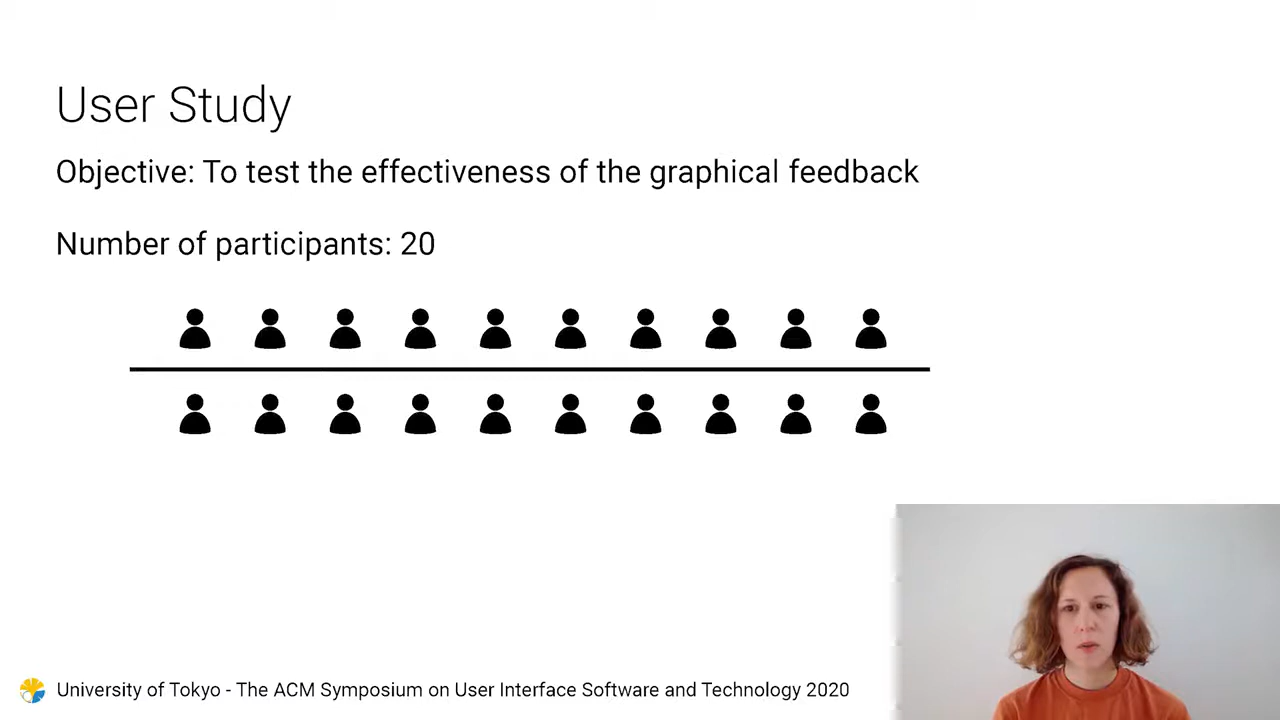 User Study
Objective: To test the effectiveness of the graphical feedback
Number of participants: 20
University of Tokyo - The ACM Symposium on User Interface Software and Technology 2020